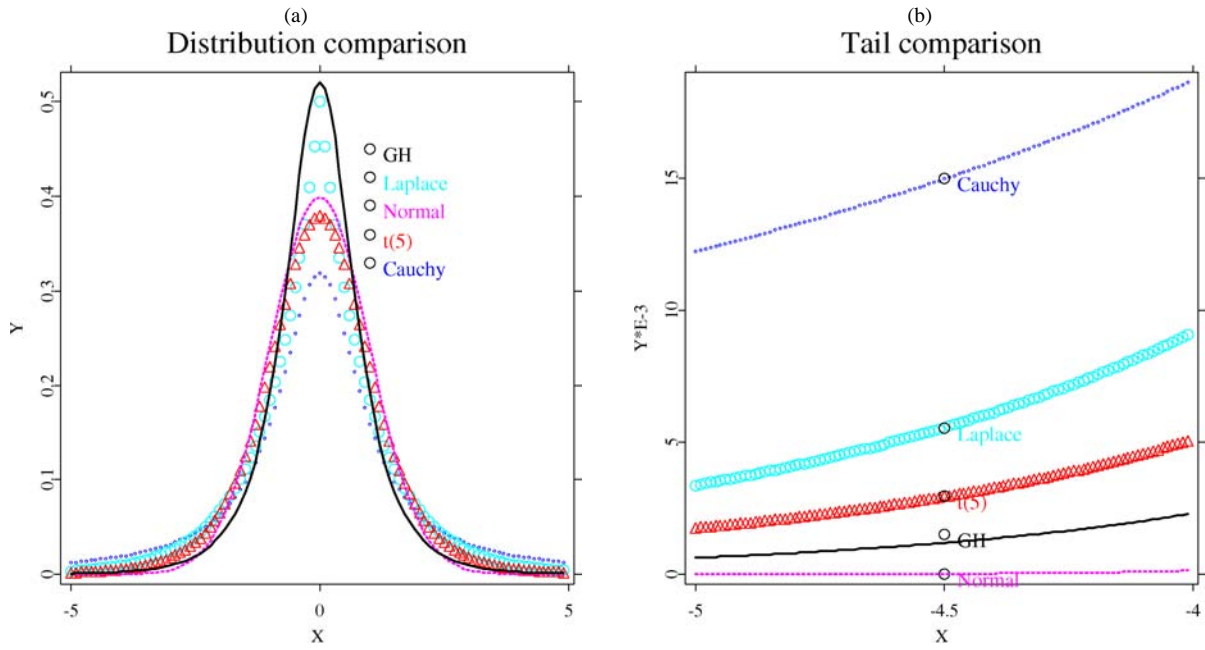 (a)
Distribution comparison
0.5
0.4
0.3
0.2
0.1
0
Y
GH
Laplace
Normal
t(5)
Cauchy
-5
0
5
X
(b)
Tail comparison
15
10
5
0
Y*E-3
Cauchy
Laplace
t(5)
GH
Normal
-5
-4.5
-4
X